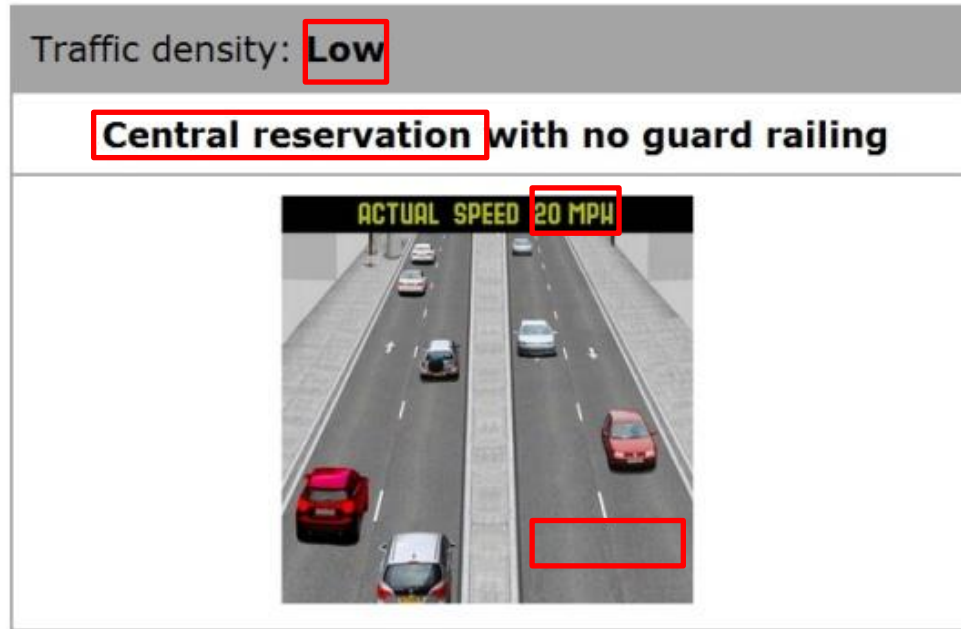 Traffic density: Low
Central reservation with no guard railing
ACTUAL SPEED 20 MPH